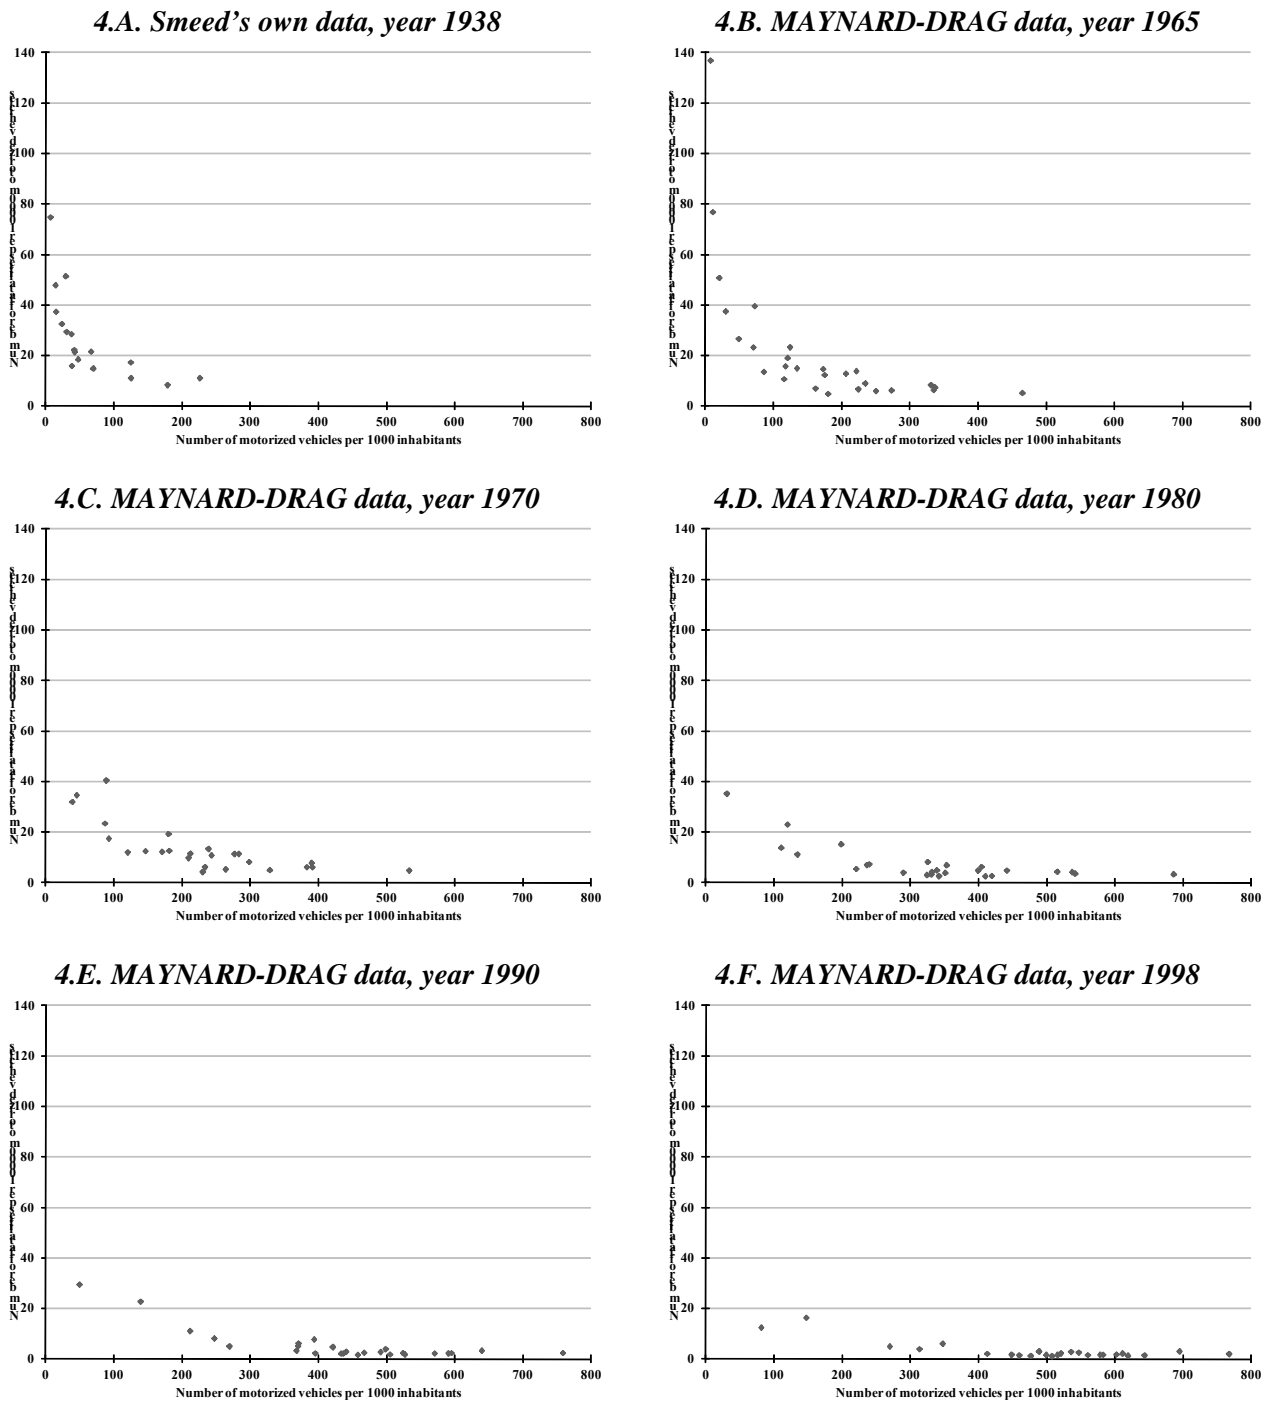 4.A. Smeed's own data, year 1938
140
120
100
80
60
40
20
0
0 100 200 300 400 500 600 700 800
Number of motorized vehicles per 1000 inhabitants
4.B. MAYNARD-DRAG data, year 1965
140
120
100
80
60
40
20
0
0 100 200 300 400 500 600 700 800
Number of motorized vehicles per 1000 inhabitants
4.C. MAYNARD-DRAG data, year 1970
140
120
100
80
60
40
20
0
0 100 200 300 400 500 600 700 800
Number of motorized vehicles per 1000 inhabitants
4.D. MAYNARD-DRAG data, year 1980
140
120
100
80
60
40
20
0
0 100 200 300 400 500 600 700 800
Number of motorized vehicles per 1000 inhabitants
4.E. MAYNARD-DRAG data, year 1990
140
120
100
80
60
40
20
0
0 100 200 300 400 500 600 700 800
Number of motorized vehicles per 1000 inhabitants
4.F. MAYNARD-DRAG data, year 1998
140
120
100
80
60
40
20
0
0 100 200 300 400 500 600 700 800
Number of motorized vehicles per 1000 inhabitants